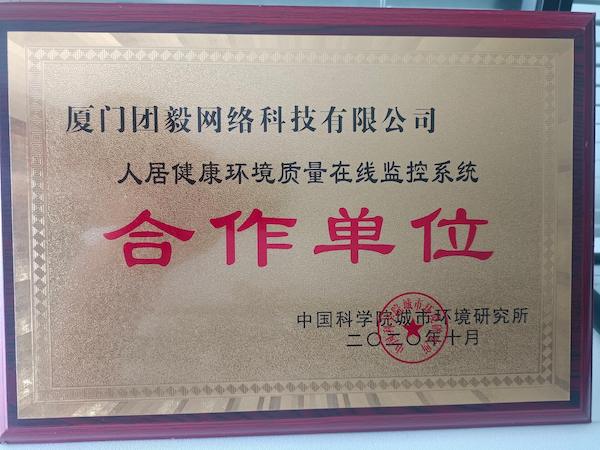 厦门团毅网络科技有限公司
人居健康环境质量在线监控系统
合作单位
中国科学院城市环境研究所
二〇二〇年十月